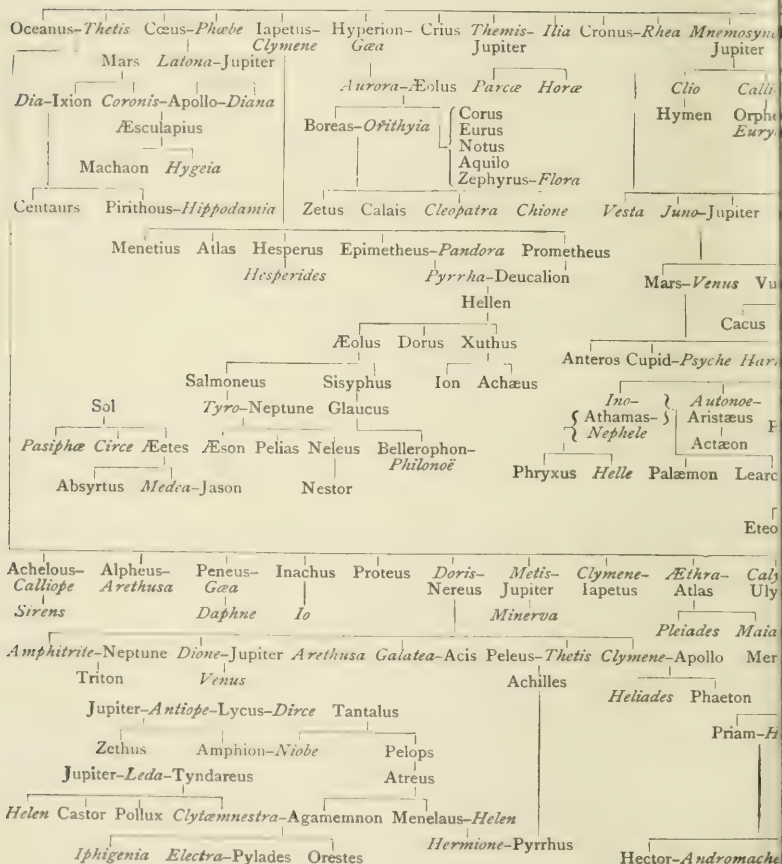 Oceanus-Thetis Cœus-Phœbe Iapetus- Hyperion- Crius Themis- Ilia Cronus-Rhea
Clymene Gæa Jupiter Jupiter
Mars Latona-Jupiter
Aurora-Æolus Parcæ Horæ Clio
Dia-Ixion Coronis-Apollo-Diana
Hymen
Boreas-Orithyia Corus
Eurus
Notus
Aquilo
Zephyrus-Flora
Æsculapius
Machaon Hygeia
Centaurs Pirithous-Hippodamia Zetus Calais Cleopatra Chione Vesta Juno-Jupiter
Menetius Atlas Hesperus Epimetheus-Pandora Prometheus
Hesperides Pyrrha-Deucalion Mars-Venus
Hellen
Cacus
Æolus Dorus Xuthus
Anteros Cupid-Psyche
Salmoneus Sisyphus Ion Achæus
Sol Tyro-Neptune Glaucus
Ino- Autonoe-
Athamas- Aristæus
Nephele Actæon
Pasiphæ Circe Æetes Æson Pelias Neleus Bellerophon-
Philonoë
Phryxus Helle Palæmon
Absyrtus Medea-Jason Nestor
Achelous- Alpheus- Peneus- Inachus Proteus Doris- Metis- Clymene- Æthra-
Calliope Arethusa Gæa Nereus Jupiter Iapetus Atlas
Sirens Daphne Io Minerva
Pleiades Maia
Amphitrite-Neptune Dione-Jupiter Arethusa Galatea-Acis Peleus-Thetis Clymene-Apollo
Triton Venus Achilles
Heliades Phaeton
Jupiter-Antiope-Lycus-Dirce Tantalus
Priam-
Zethus Amphion-Niobe Pelops
Jupiter-Leda-Tyndareus Atreus
Helen Castor Pollux Clytæmnestra-Agamemnon Menelaus-Helen
Hermione-Pyrrhus
Iphigenia Electra-Pylades Orestes Hector-Andromache